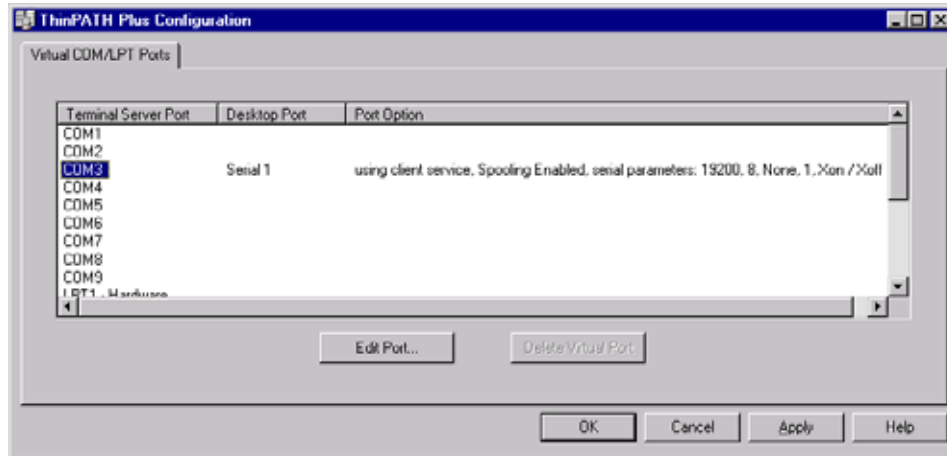 ThinPATH Plus Configuration
Virtual COM/LPT Ports
Terminal Server Port Desktop Port Port Option
COM1
COM2
COM3 Serial 1 using client service, Spooling Enabled, serial parameters: 19200, 8, None, 1, Xon / Xoff
COM4
COM5
COM6
COM7
COM8
COM9
LPT1 - Hardware
Edit Port... Delete Virtual Port
OK Cancel Apply Help